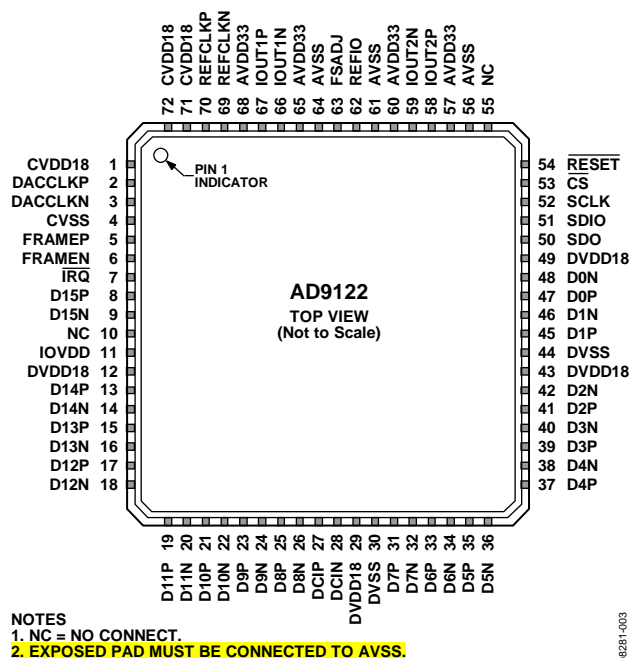 72 CVDD18
71 CVDD18
70 REFCLKP
69 REFCLKN
68 AVDD33
67 IOUT1P
66 IOUT1N
65 AVDD33
64 AVSS
63 FSADJ
62 REFIO
61 AVSS
60 AVDD33
59 IOUT2N
58 IOUT2P
57 AVDD33
56 AVSS
55 NC
CVDD18 1
DACCLKP 2
DACCLKN 3
CVSS 4
FRAMEP 5
FRAMEN 6
IRQ 7
D15P 8
D15N 9
NC 10
IOVDD 11
DVDD18 12
D14P 13
D14N 14
D13P 15
D13N 16
D12P 17
D12N 18
PIN 1
INDICATOR
AD9122
TOP VIEW
(Not to Scale)
54 RESET
53 CS
52 SCLK
51 SDIO
50 SDO
49 DVDD18
48 D0N
47 D0P
46 D1N
45 D1P
44 DVSS
43 DVDD18
42 D2N
41 D2P
40 D3N
39 D3P
38 D4N
37 D4P
D11P 19
D11N 20
D10P 21
D10N 22
D9P 23
D9N 24
D8P 25
D8N 26
DCIP 27
DCIN 28
DVDD18 29
DVSS 30
D7P 31
D7N 32
D6P 33
D6N 34
D5P 35
D5N 36
NOTES
1. NC = NO CONNECT.
2. EXPOSED PAD MUST BE CONNECTED TO AVSS.
8281-003